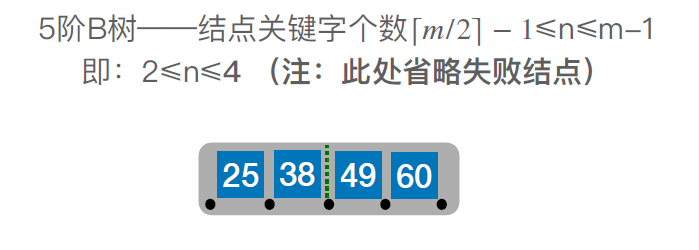 5阶B树——结点关键字个数⌈m/2⌉ − 1⩽n⩽m−1
即：2⩽n⩽4 （注：此处省略失败结点）
25 38 49 60